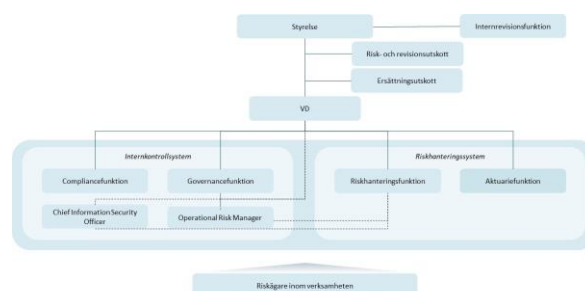 Styrelse
Internrevisionsfunktion
Risk- och revisionsutskott
Ersättningsutskott
VD
Internkontrollsystem
Riskhanteringssystem
Compliancefunktion
Governancefunktion
Riskhanteringsfunktion
Aktuariefunktion
Chief Information Security
Officer
Operational Risk Manager
Riskägare inom verksamheten